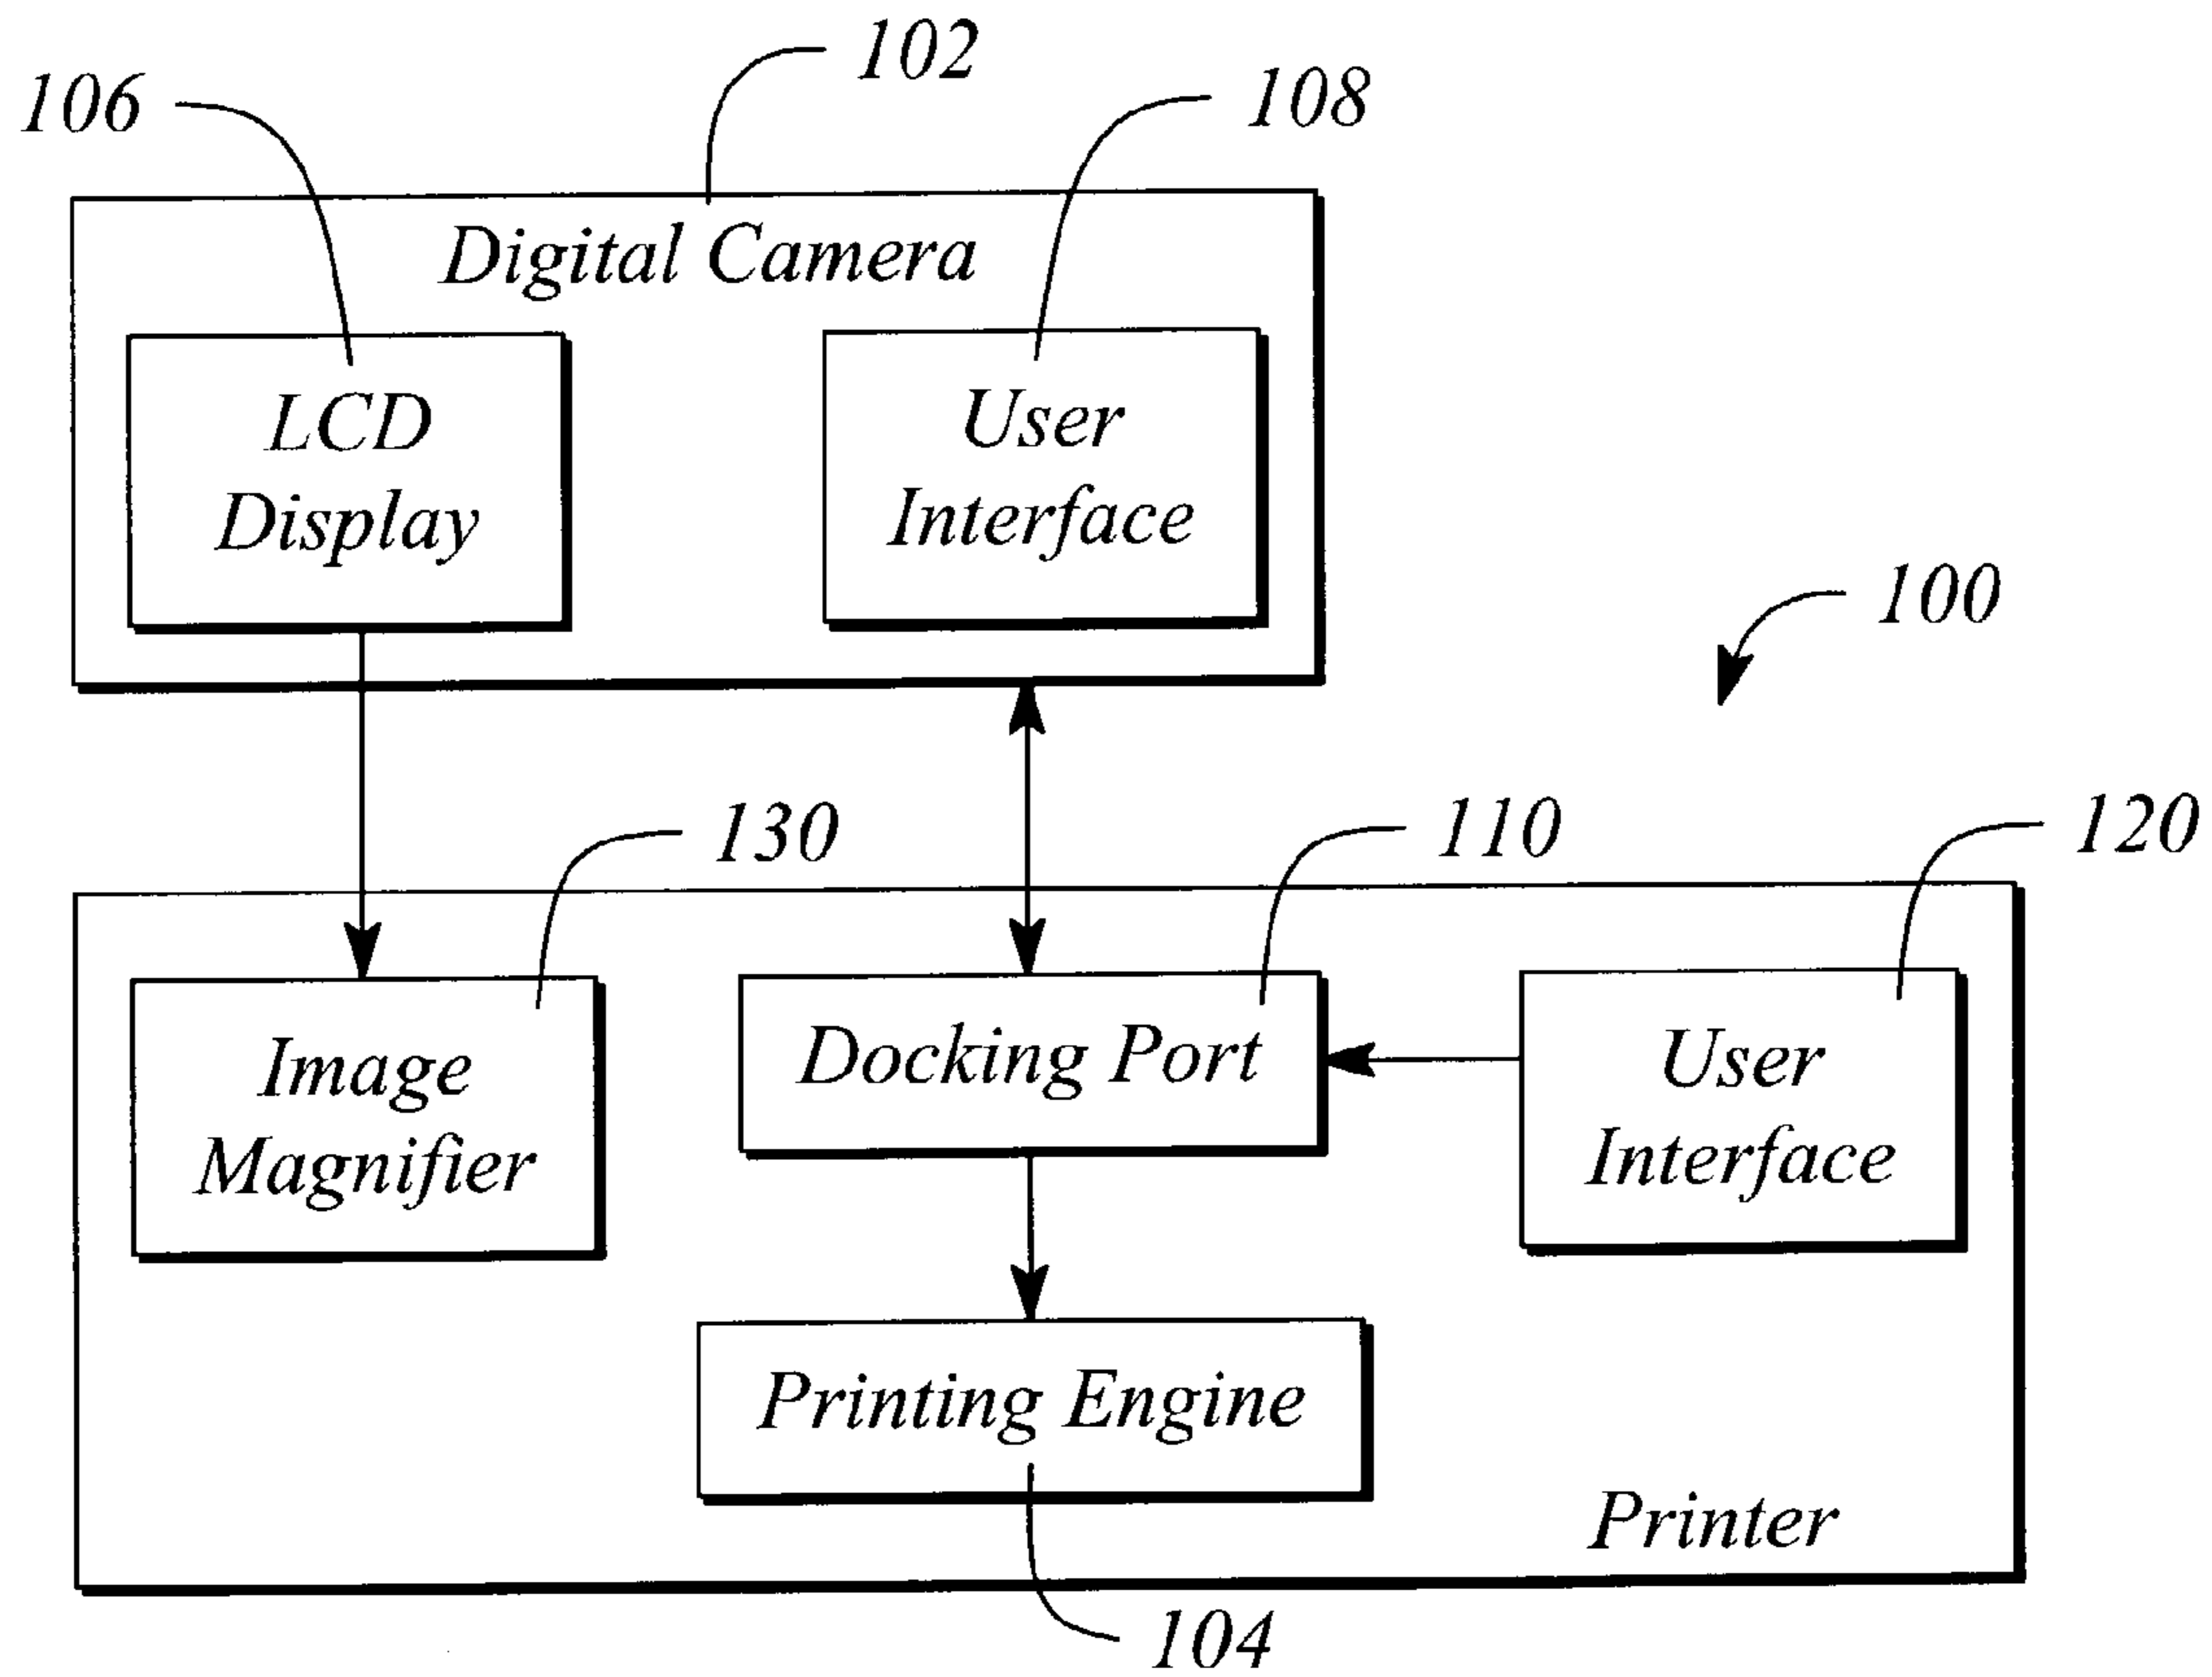 102
106
108
Digital Camera
LCD
Display
User
Interface
100
130
110
120
Image
Magnifier
Docking Port
User
Interface
Printing Engine
Printer
104